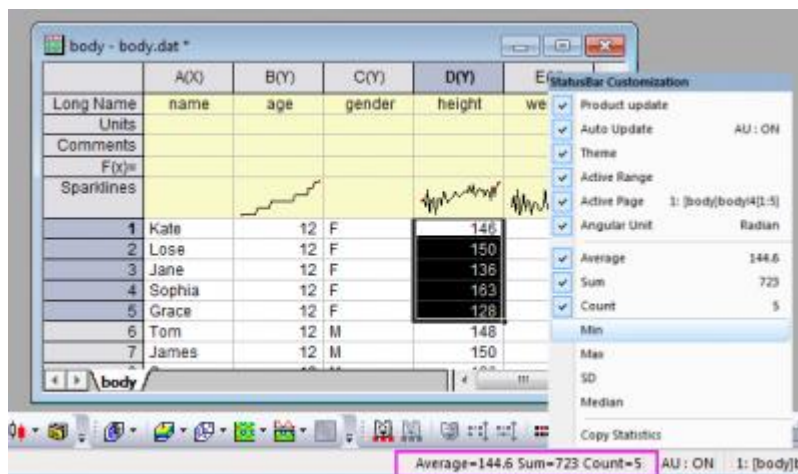 body - body.dat *
A(X) B(Y) C(Y) D(Y)
StatusBar Customization
Long Name name age gender height we
Product update
Units
Auto Update AU : ON
Comments
Theme
F(x)=
Active Range
Sparklines
Active Page 1: [body]body!4[1:5]
Angular Unit Radian
1 Kate 12 F 146
2 Lose 12 F 150
Average 144.6
3 Jane 12 F 136
Sum 723
4 Sophia 12 F 163
Count 5
5 Grace 12 F 128
6 Tom 12 M 148
Min
7 James 12 M 150
Max
body
SD
Median
Copy Statistics
Average=144.6 Sum=723 Count=5 AU : ON 1: [body]b